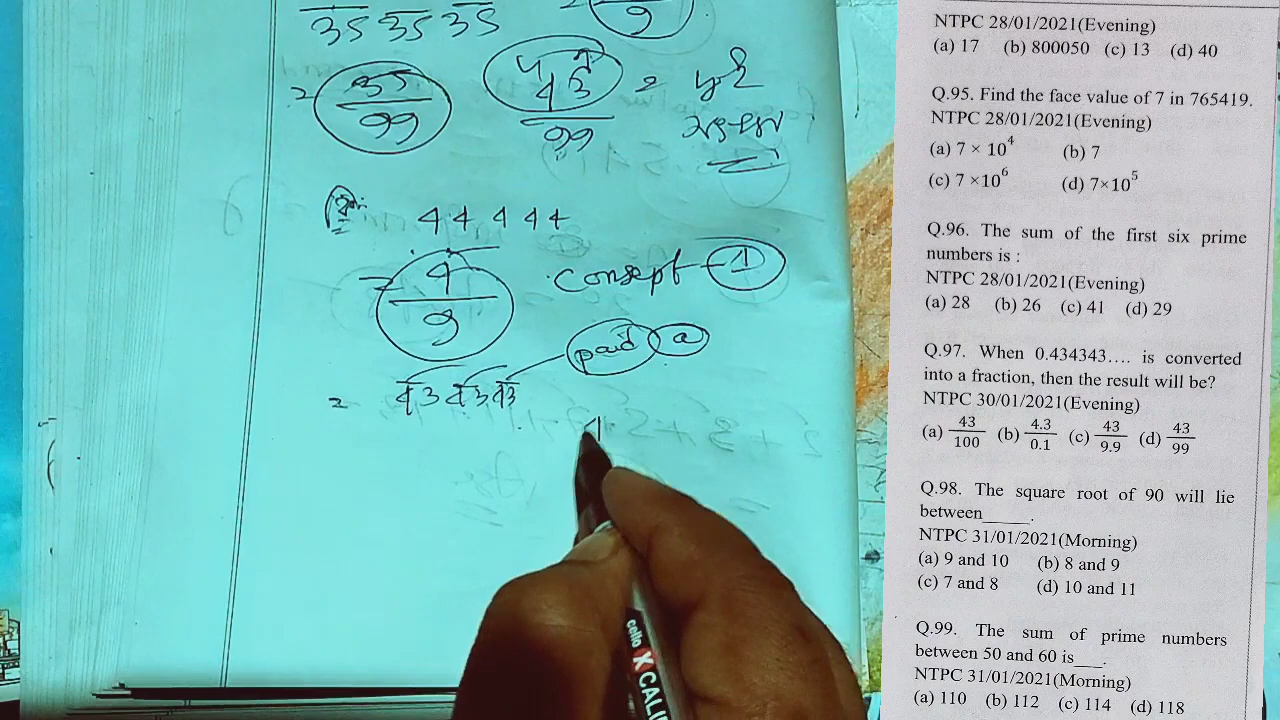 35 35 35 = 9
= 35/99 43/99 =
44 4 44
= 4/9 consept - 1
paid a
= 43 43 43
4
cello X CALI
NTPC 28/01/2021(Evening)
(a) 17 (b) 800050 (c) 13 (d) 40
Q.95. Find the face value of 7 in 765419.
NTPC 28/01/2021(Evening)
(a) 7 × 10⁴ (b) 7
(c) 7 ×10⁶ (d) 7×10⁵
Q.96. The sum of the first six prime
numbers is :
NTPC 28/01/2021(Evening)
(a) 28 (b) 26 (c) 41 (d) 29
Q.97. When 0.434343…. is converted
into a fraction, then the result will be?
NTPC 30/01/2021(Evening)
(a) 43/100 (b) 4.3/0.1 (c) 43/9.9 (d) 43/99
Q.98. The square root of 90 will lie
between_____.
NTPC 31/01/2021(Morning)
(a) 9 and 10 (b) 8 and 9
(c) 7 and 8 (d) 10 and 11
Q.99. The sum of prime numbers
between 50 and 60 is___.
NTPC 31/01/2021(Morning)
(a) 110 (b) 112 (c) 114 (d) 118